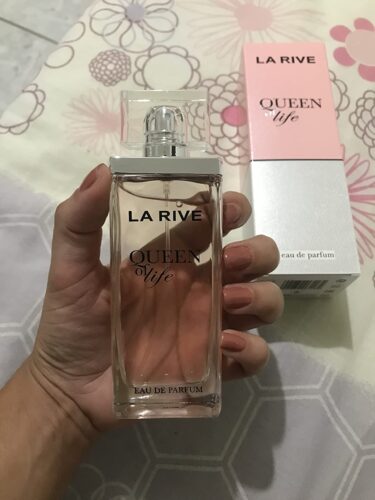 LA RIVE
QUEEN
of life
eau de parfum
LA RIVE
QUEEN
of life
EAU DE PARFUM